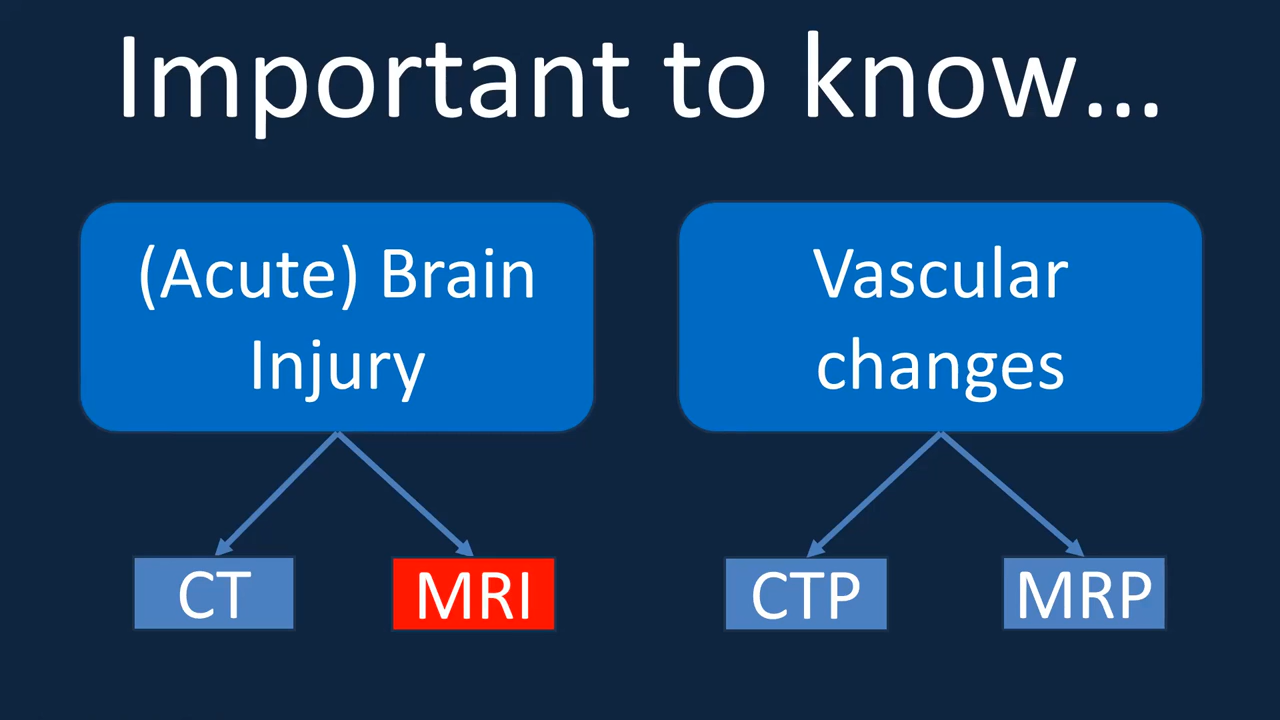 Important to know...
(Acute) Brain
Injury
Vascular
changes
CT
MRI
CTP
MRP